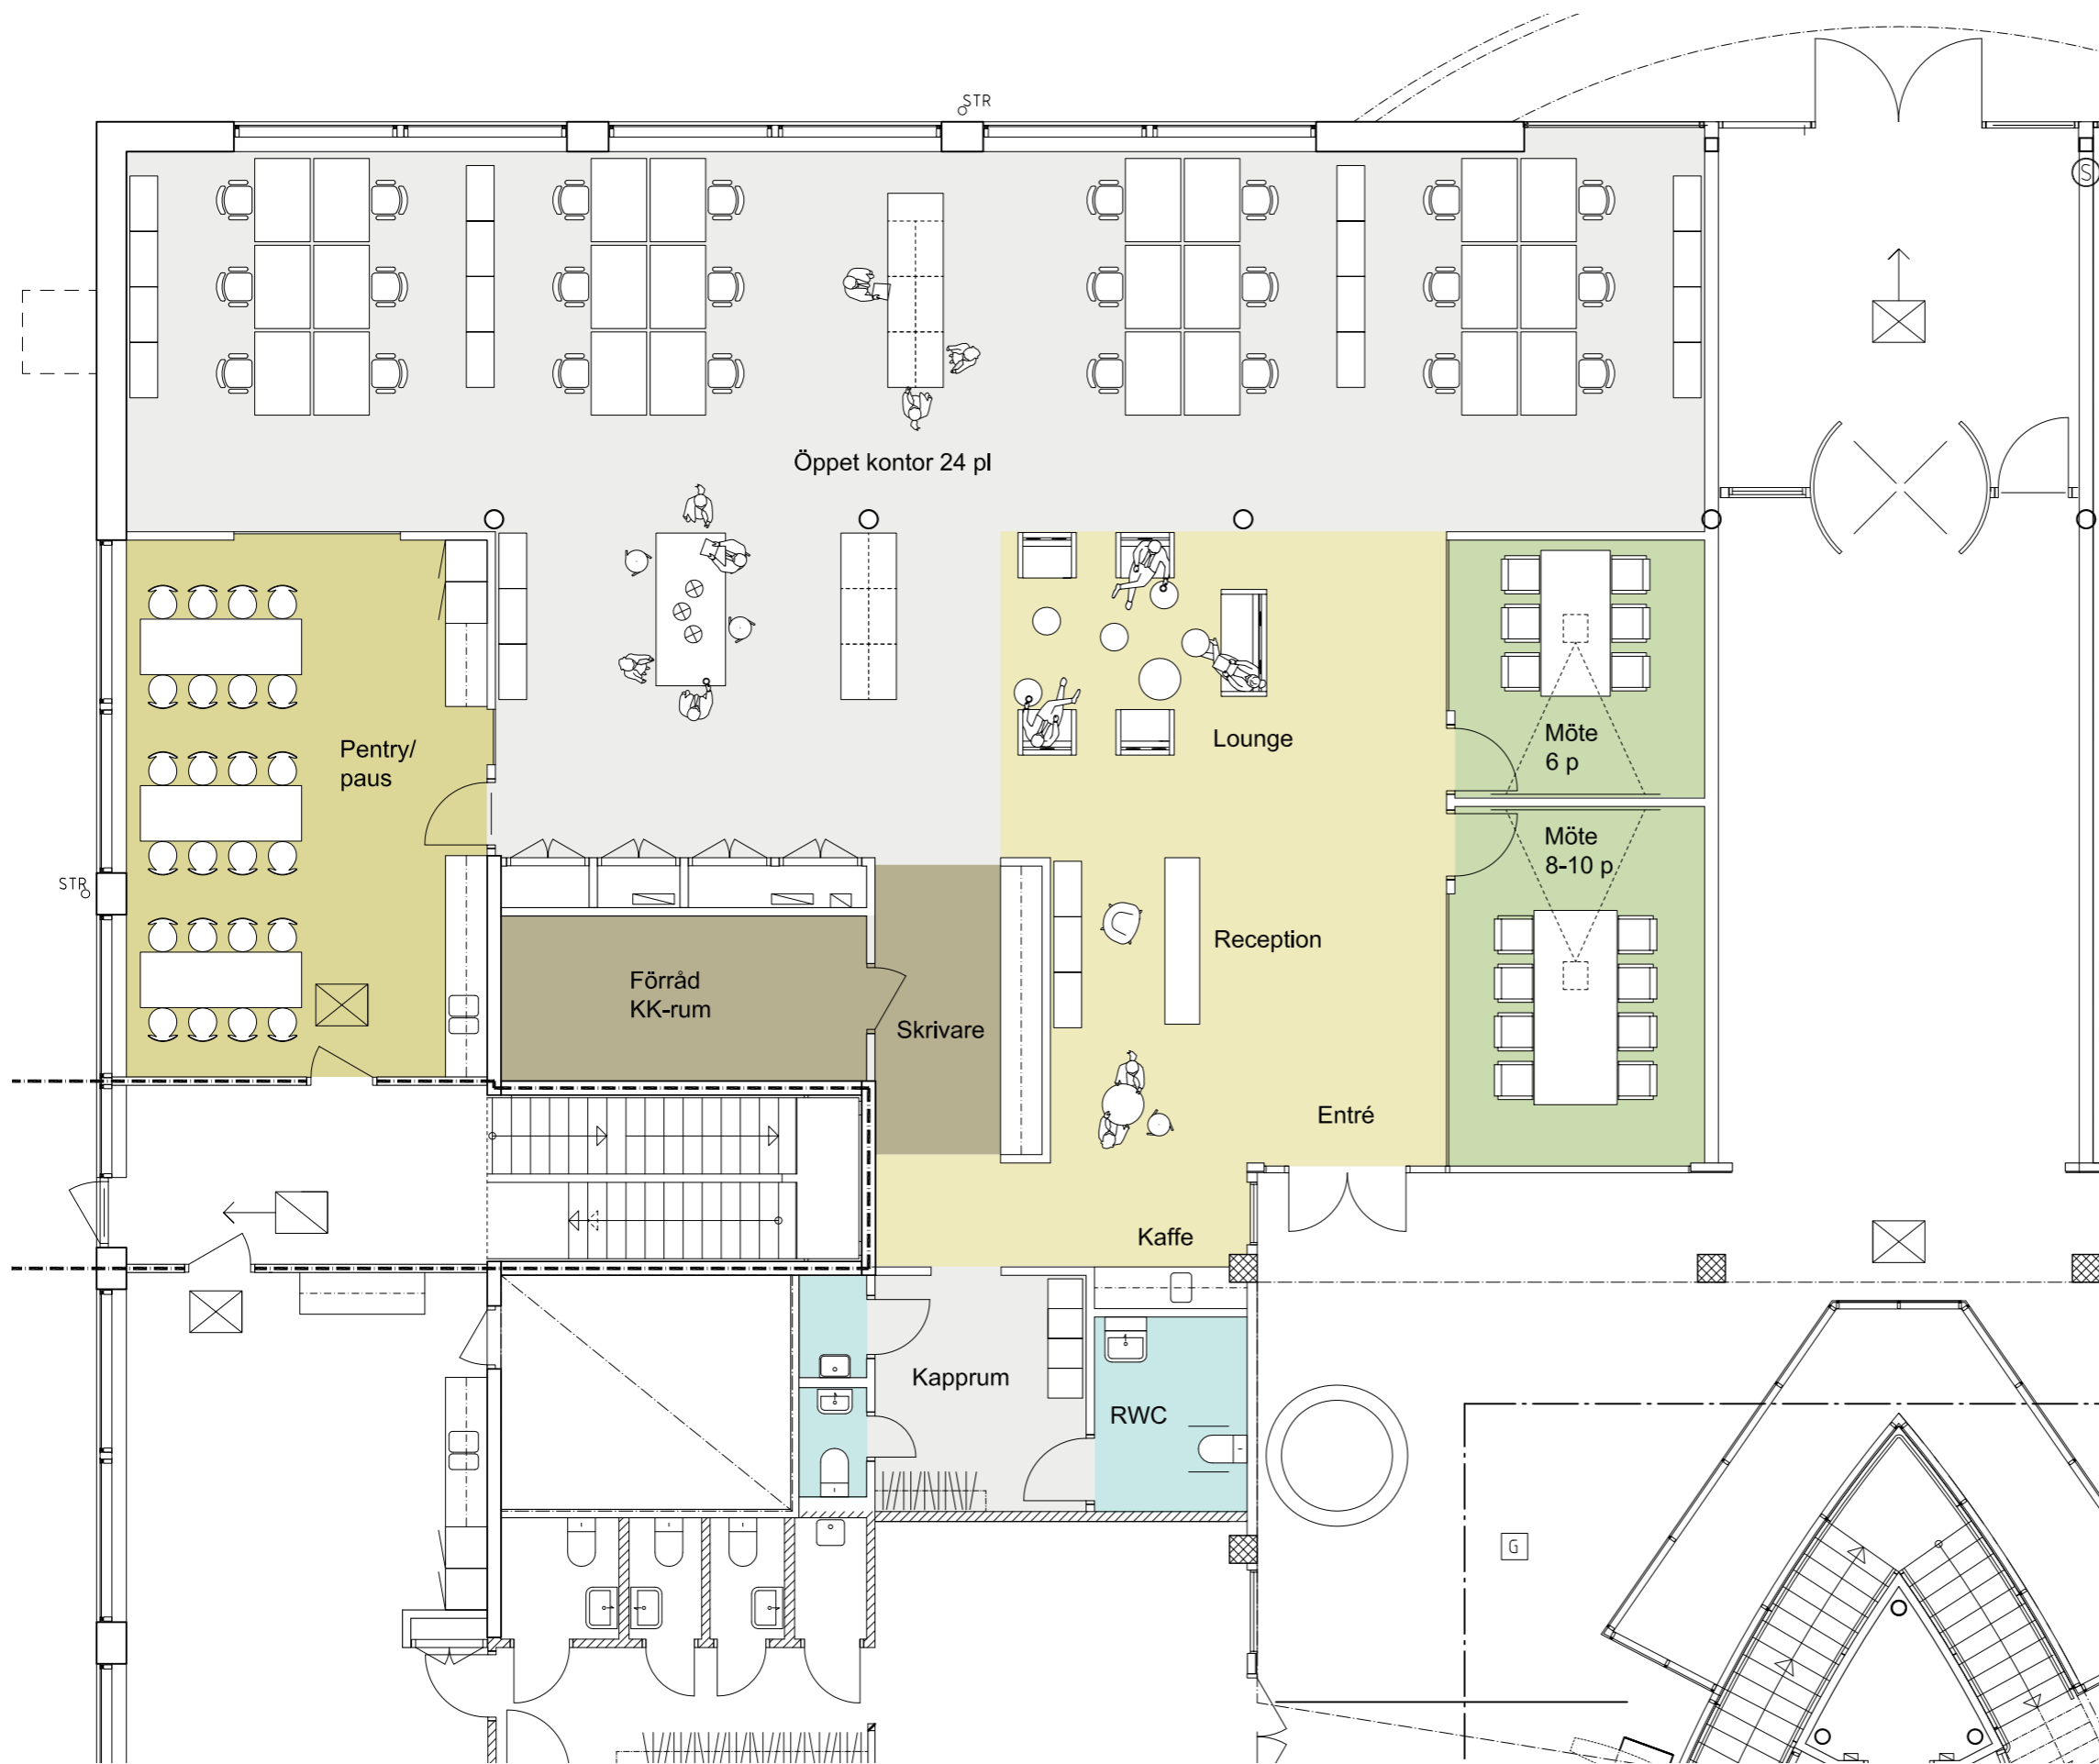 STR
S
Öppet kontor 24 pl
Lounge
Möte
6 p
Pentry/
paus
Möte
8-10 p
STR
Reception
Förråd
KK-rum
Skrivare
Entré
Kaffe
Kapprum
RWC
G